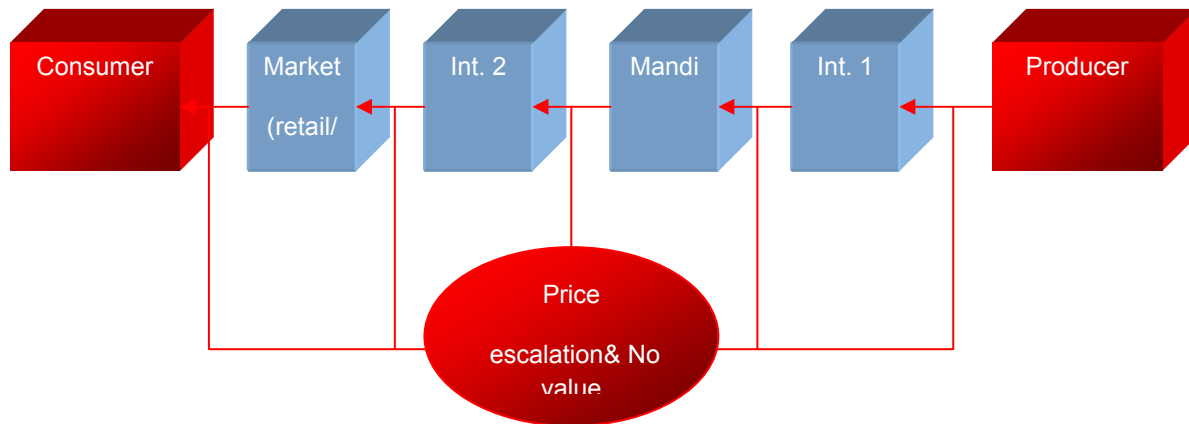 Consumer
Market
(retail/
Int. 2
Mandi
Int. 1
Producer
Price
escalation& No
value